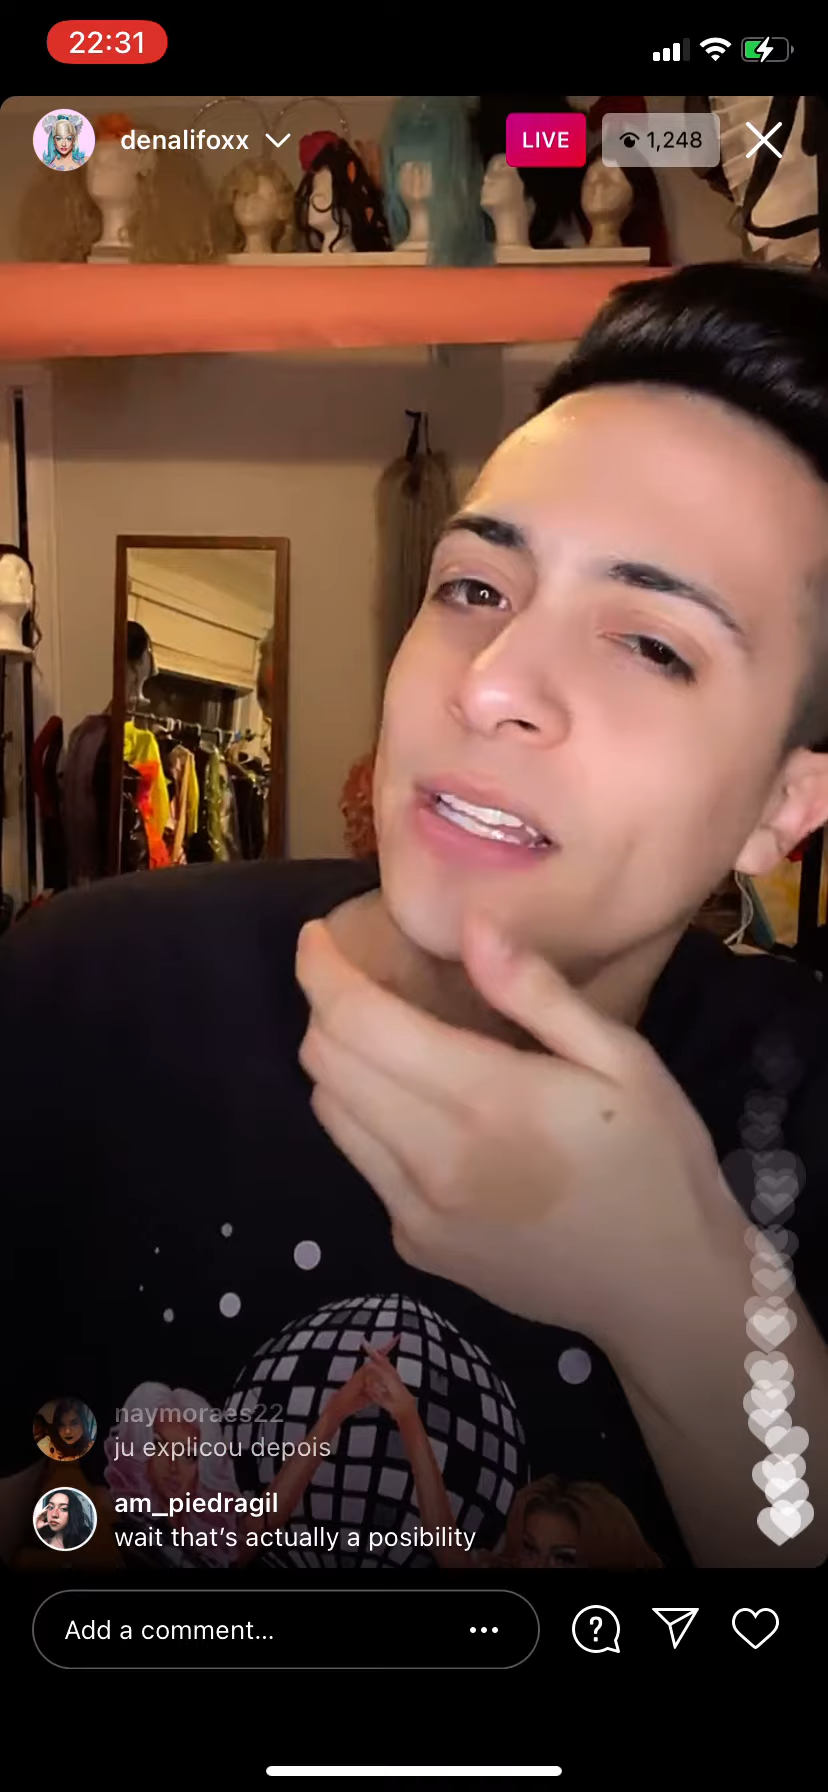 22:31
denalifoxx
LIVE
1,248
naymoraes22
ju explicou depois
am_piedragil
wait that's actually a posibility
Add a comment...